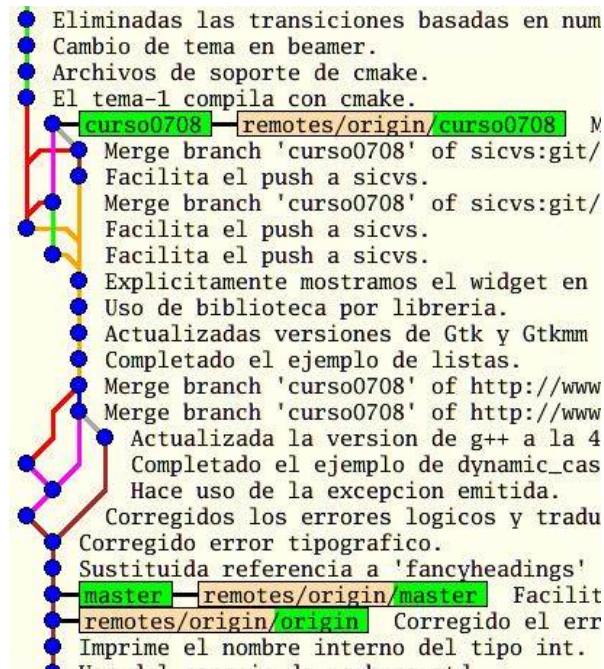 Eliminadas las transiciones basadas en num
Cambio de tema en beamer.
Archivos de soporte de cmake.
El tema-1 compila con cmake.
curso0708 remotes/origin/curso0708 M
Merge branch 'curso0708' of sicvs:git/
Facilita el push a sicvs.
Merge branch 'curso0708' of sicvs:git/
Facilita el push a sicvs.
Facilita el push a sicvs.
Explicitamente mostramos el widget en
Uso de biblioteca por libreria.
Actualizadas versiones de Gtk y Gtkmm
Completado el ejemplo de listas.
Merge branch 'curso0708' of http://www
Merge branch 'curso0708' of http://www
Actualizada la version de g++ a la 4
Completado el ejemplo de dynamic_cas
Hace uso de la excepcion emitida.
Corregidos los errores logicos y tradu
Corregido error tipografico.
Sustituida referencia a 'fancyheadings'
master remotes/origin/master Facilit
remotes/origin/origin Corregido el err
Imprime el nombre interno del tipo int.